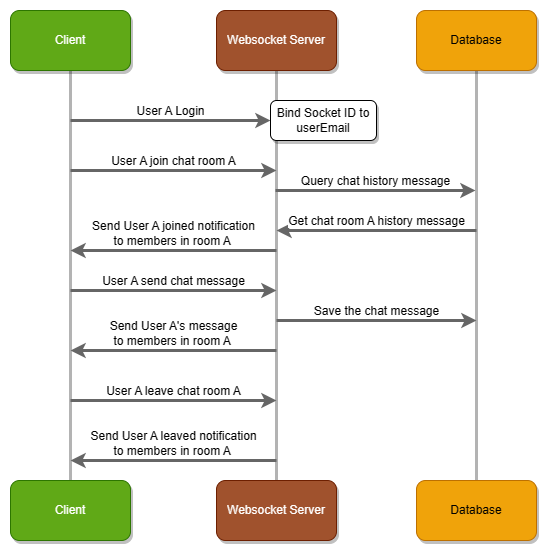 Client
Websocket Server
Database
User A Login
Bind Socket ID to
userEmail
User A join chat room A
Query chat history message
Get chat room A history message
Send User A joined notification
to members in room A
User A send chat message
Save the chat message
Send User A's message
to members in room A
User A leave chat room A
Send User A leaved notification
to members in room A
Client
Websocket Server
Database